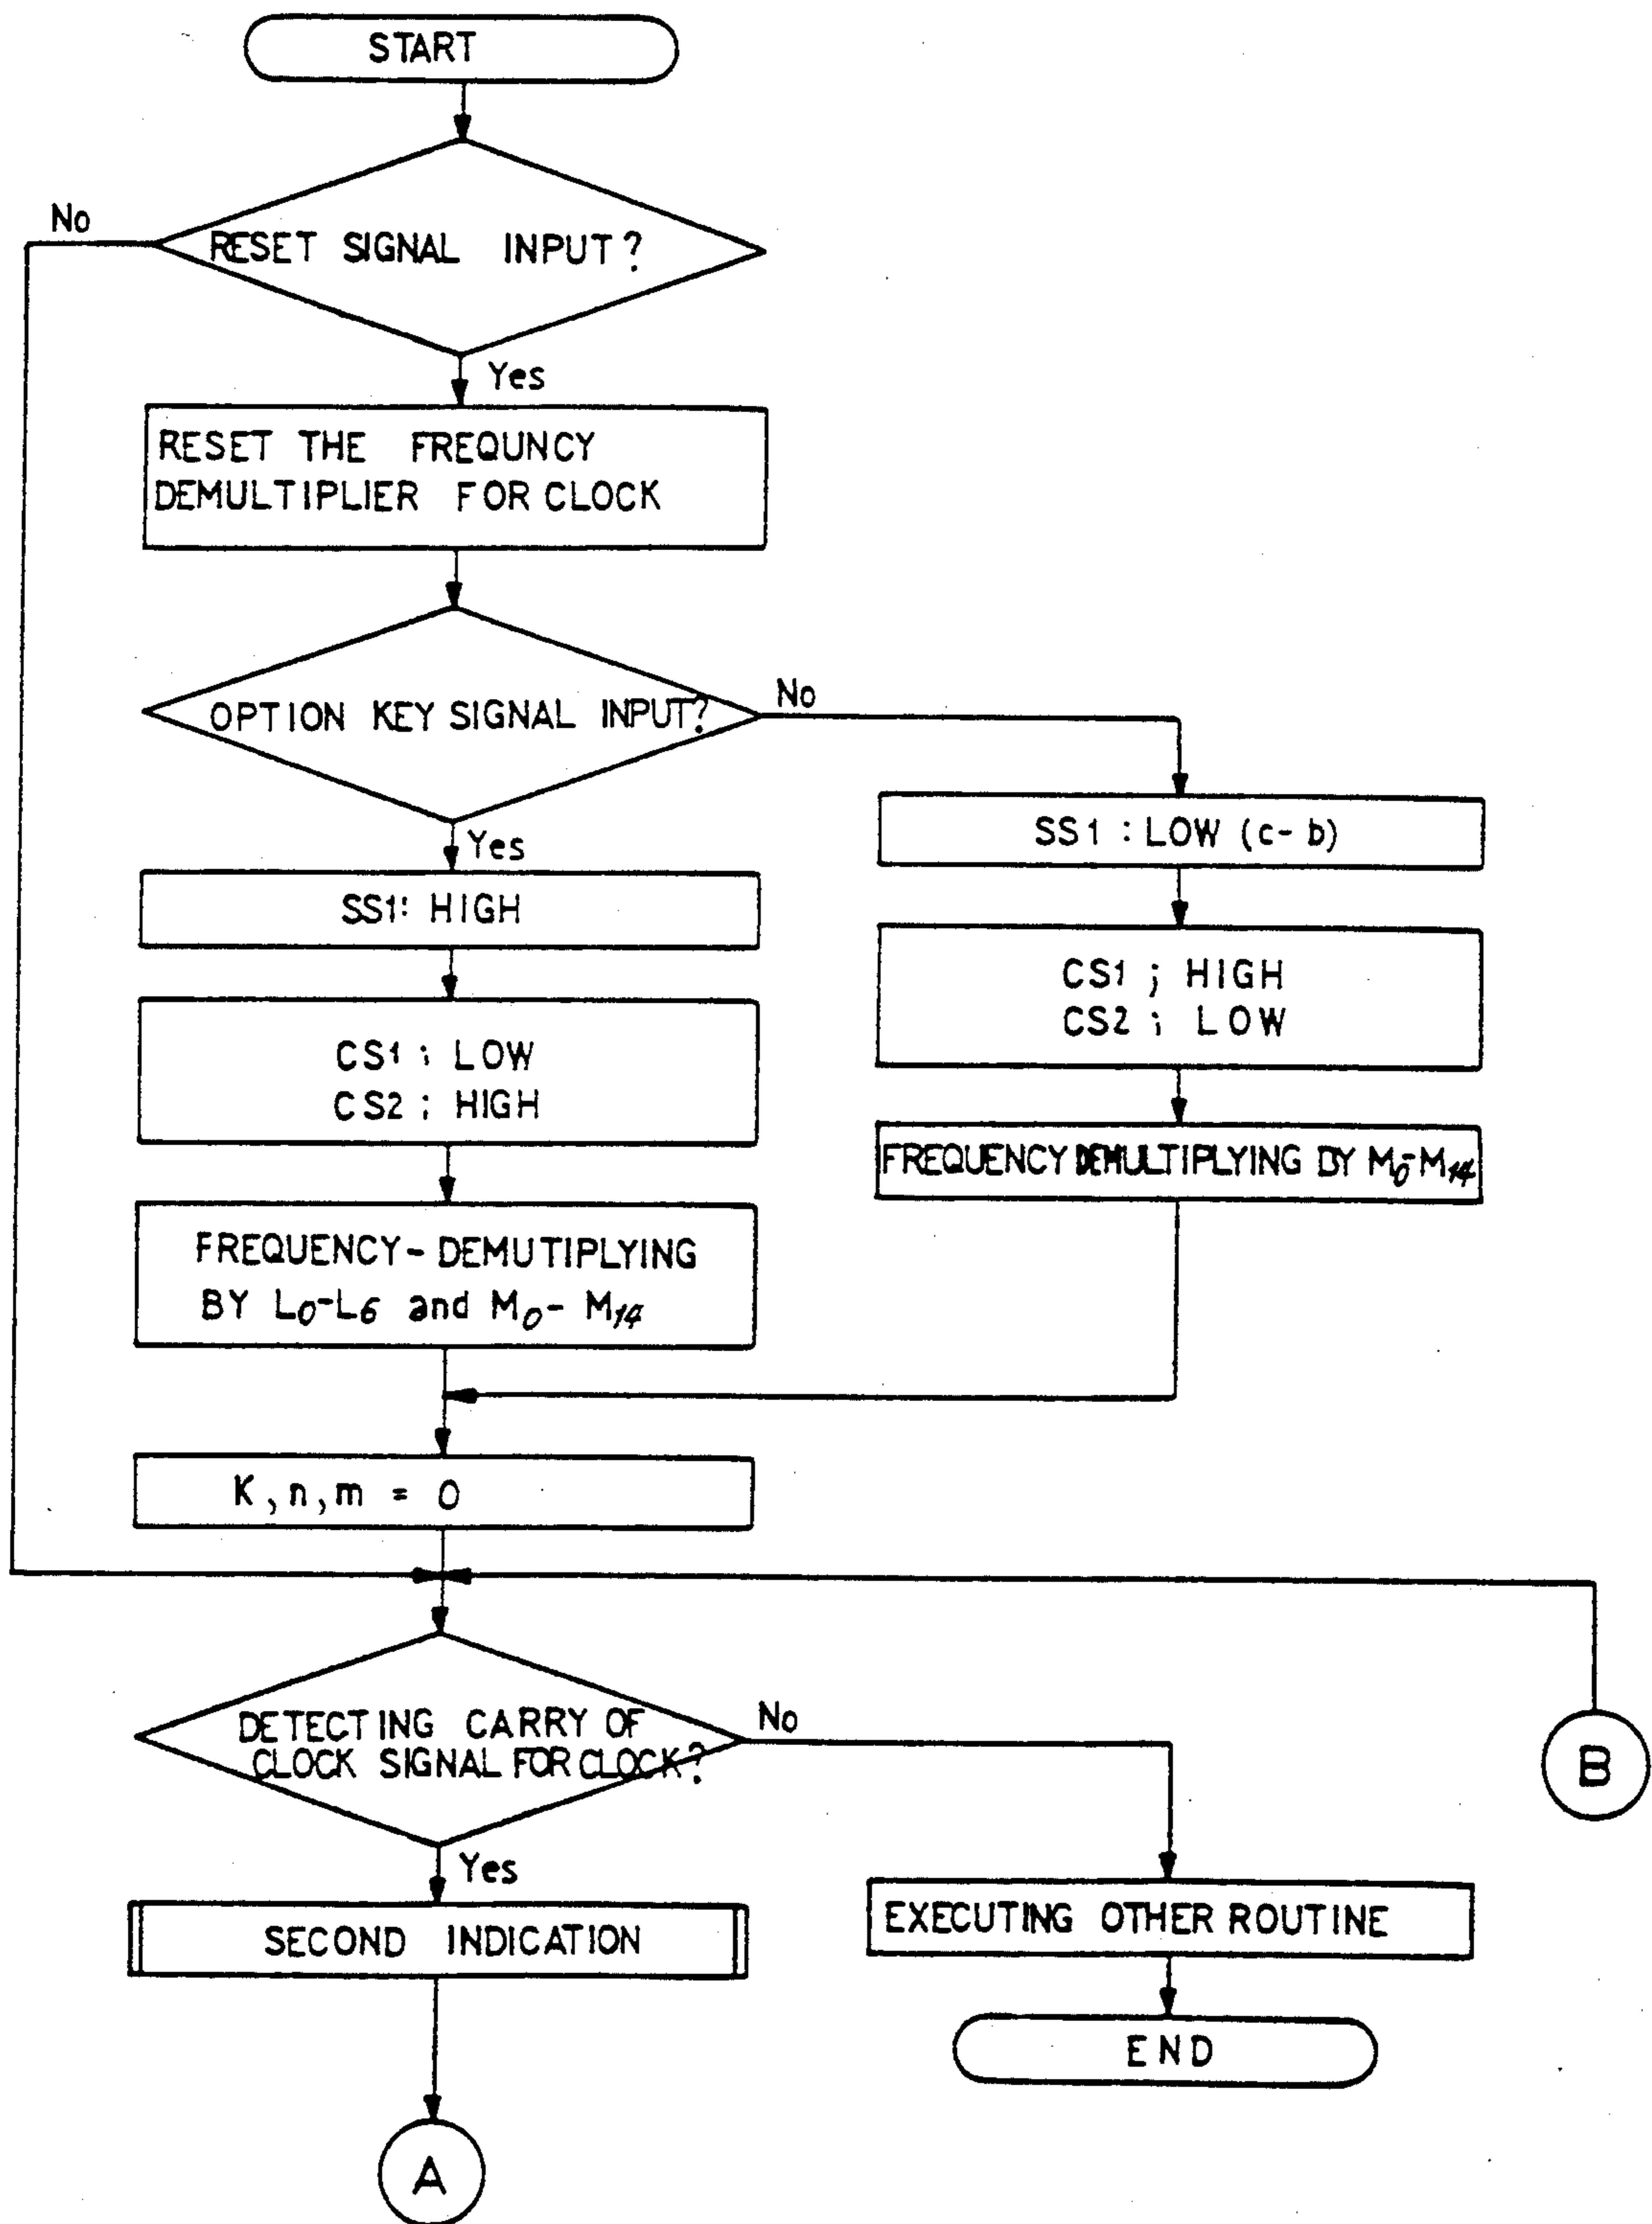 START
No
RESET SIGNAL INPUT?
Yes
RESET THE FREQUNCY
DEMULTIPLIER FOR CLOCK
OPTION KEY SIGNAL INPUT?
No
Yes
SS1: HIGH
CS1; LOW
CS2; HIGH
FREQUENCY-DEMUTIPLYING
BY L0-L6 and M0-M14
SS1: LOW (c-b)
CS1; HIGH
CS2; LOW
FREQUENCY DEMULTIPLYING BY M0-M14
K,n,m = 0
DETECTING CARRY OF
CLOCK SIGNAL FOR CLOCK?
No
Yes
SECOND INDICATION
A
EXECUTING OTHER ROUTINE
END
B